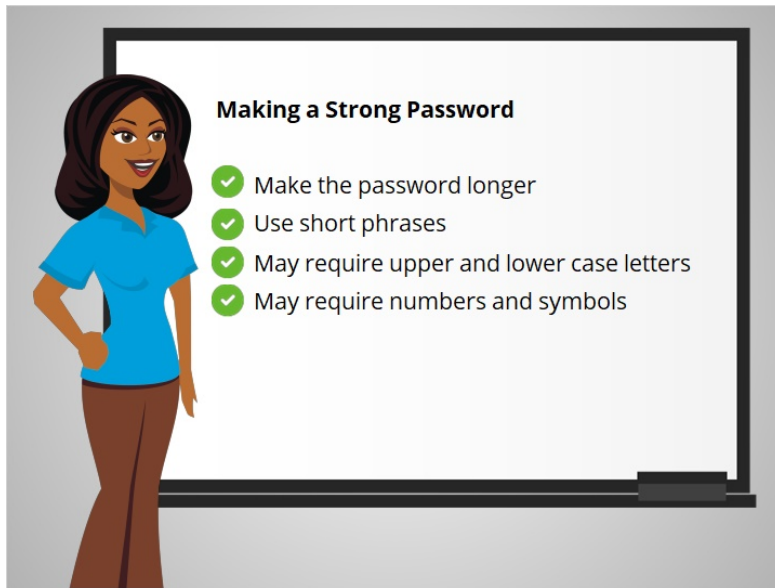 Making a Strong Password
Make the password longer
Use short phrases
May require upper and lower case letters
May require numbers and symbols